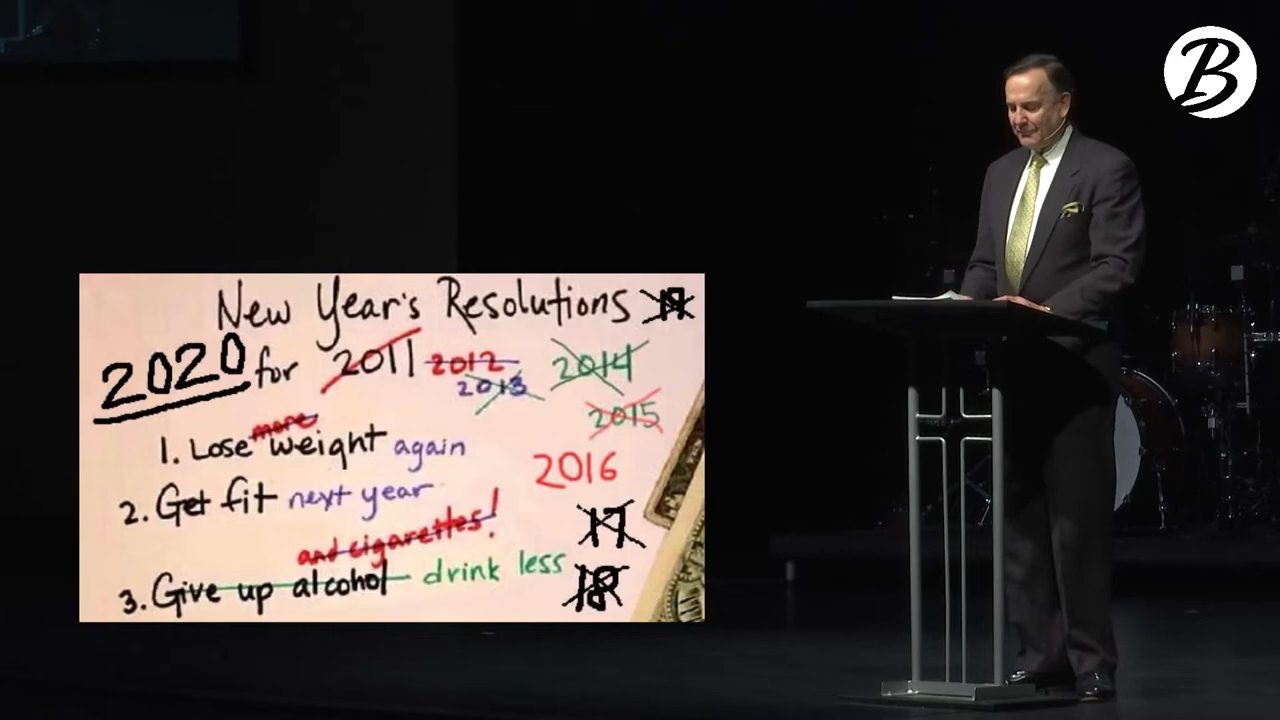 B
New Year's Resolutions 19
2020 for 2011 2012 2014
2013
2015
more
1. Lose weight again
2016
2. Get fit next year
and cigarettes!
17
3. Give up alcohol drink less
18